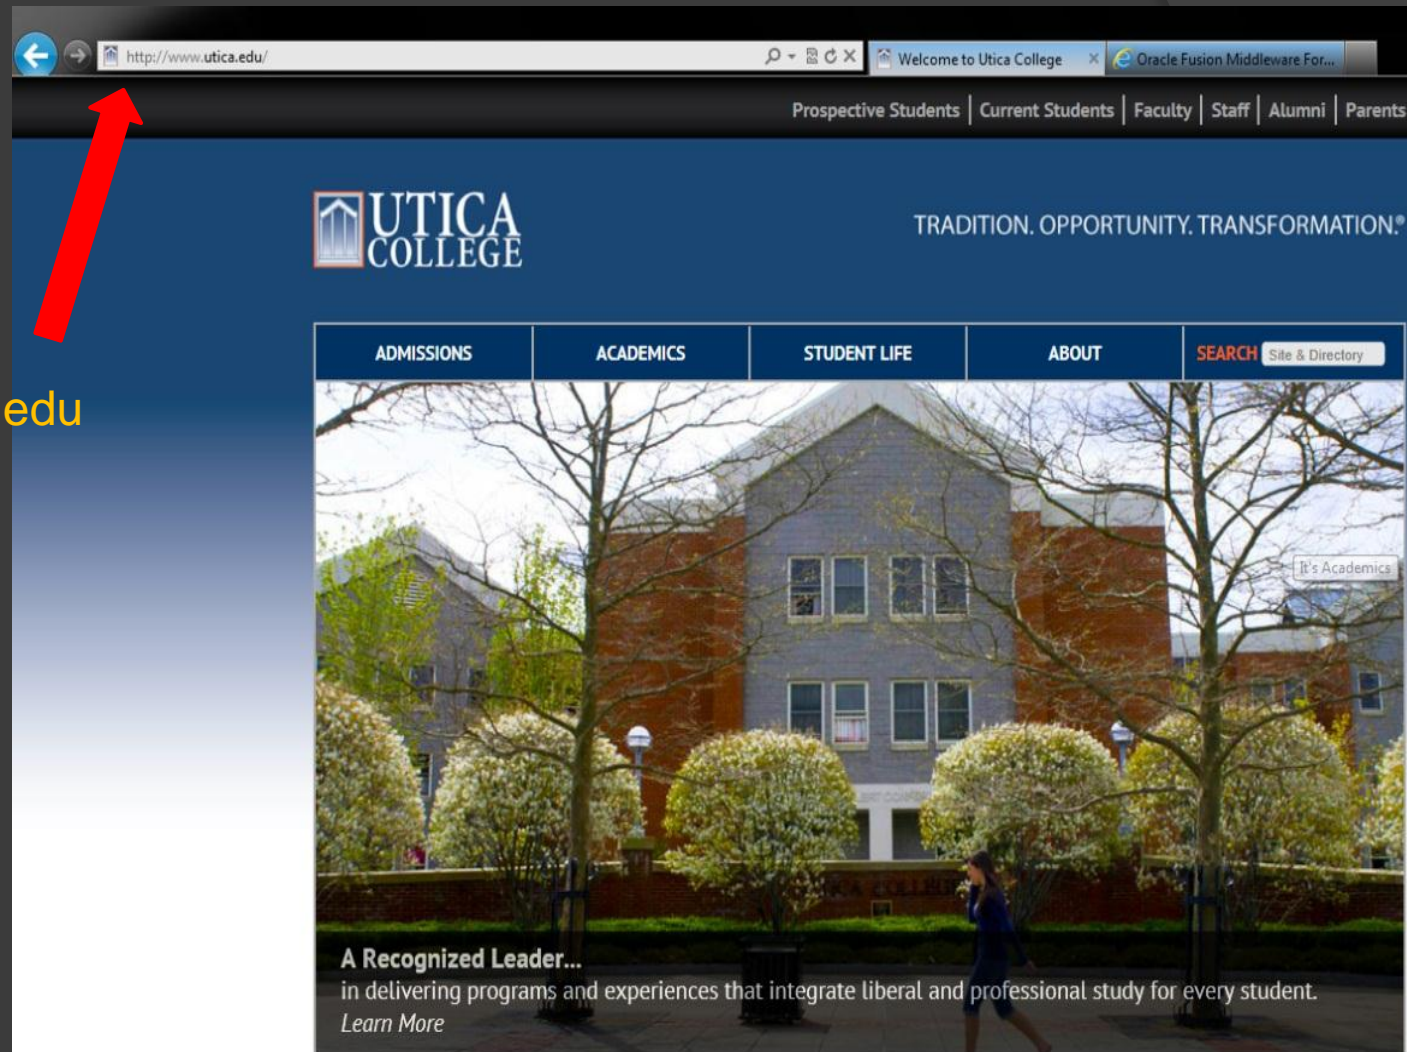 http://www.utica.edu/
Welcome to Utica College
Oracle Fusion Middleware For...
Prospective Students | Current Students | Faculty | Staff | Alumni | Parents
UTICA
COLLEGE
TRADITION. OPPORTUNITY. TRANSFORMATION.®
ADMISSIONS
ACADEMICS
STUDENT LIFE
ABOUT
SEARCH Site & Directory
edu
It's Academics
UTICA COLLEGE
A Recognized Leader...
in delivering programs and experiences that integrate liberal and professional study for every student.
Learn More